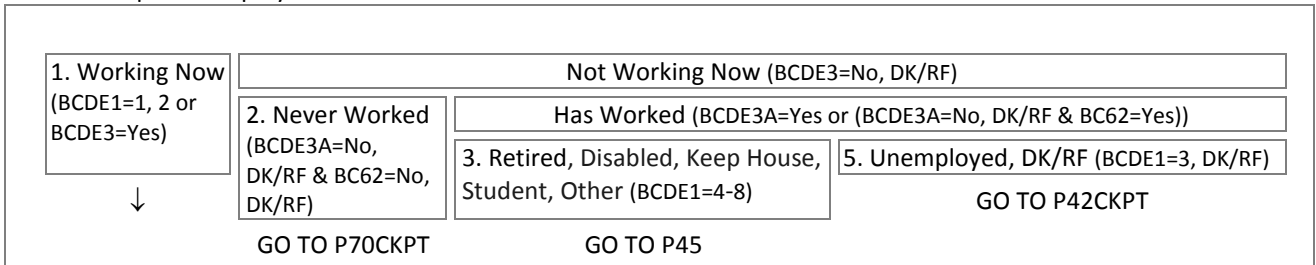 1. Working Now
(BCDE1=1, 2 or
BCDE3=Yes)
↓
Not Working Now (BCDE3=No, DK/RF)
2. Never Worked
(BCDE3A=No,
DK/RF & BC62=No,
DK/RF)
GO TO P70CKPT
Has Worked (BCDE3A=Yes or (BCDE3A=No, DK/RF & BC62=Yes))
3. Retired, Disabled, Keep House,
Student, Other (BCDE1=4-8)
GO TO P45
5. Unemployed, DK/RF (BCDE1=3, DK/RF)
GO TO P42CKPT